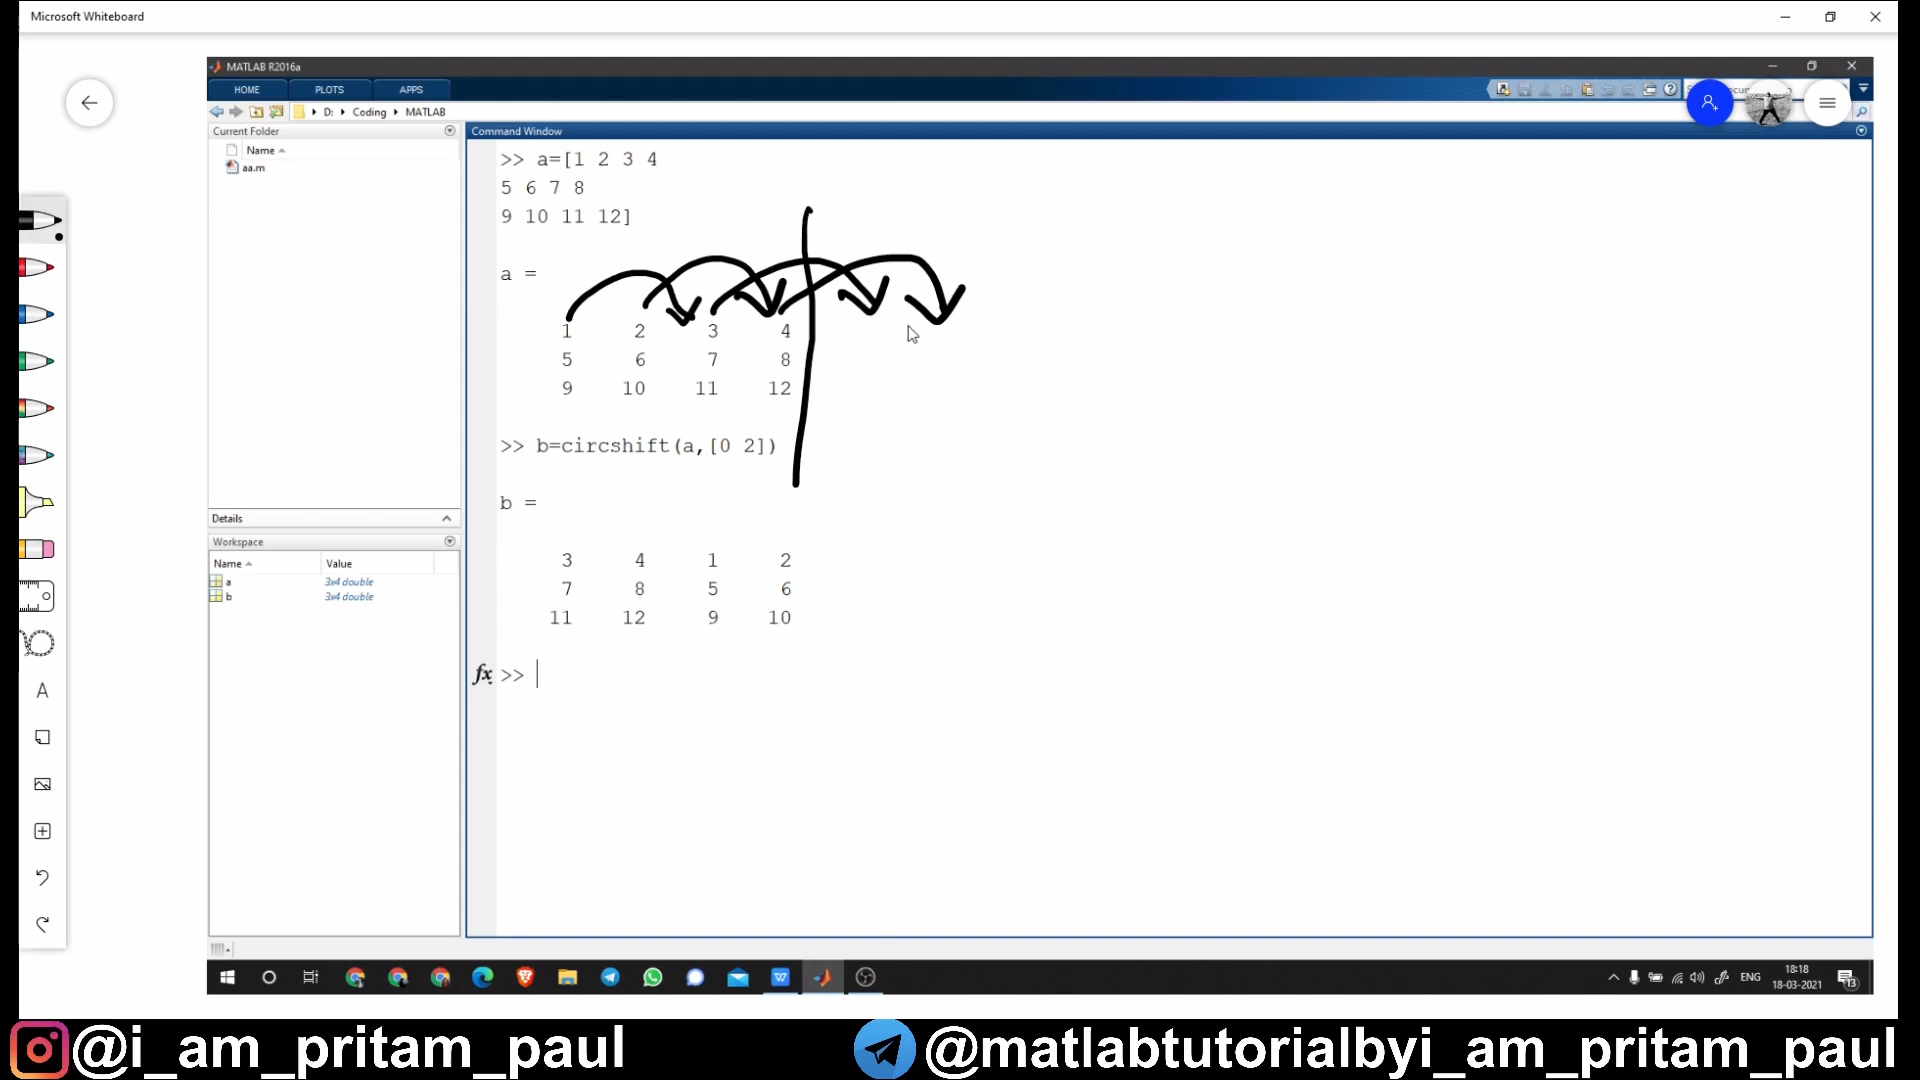 Microsoft Whiteboard
MATLAB R2016a
HOME PLOTS APPS
D: Coding MATLAB
Current Folder
Name
aa.m
Details
Workspace
Name Value
a 3x4 double
b 3x4 double
Command Window
>> a=[1 2 3 4
5 6 7 8
9 10 11 12]
a =
1 2 3 4
5 6 7 8
9 10 11 12
>> b=circshift(a,[0 2])
b =
3 4 1 2
7 8 5 6
11 12 9 10
fx >>
A
ENG
18:18
18-03-2021
13
@i_am_pritam_paul
@matlabtutorialbyi_am_pritam_paul